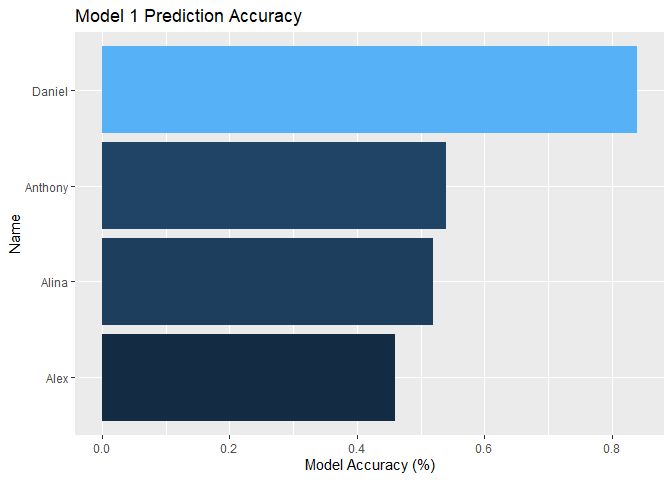 Model 1 Prediction Accuracy
Name
Daniel
Anthony
Alina
Alex
0.0 0.2 0.4 0.6 0.8
Model Accuracy (%)